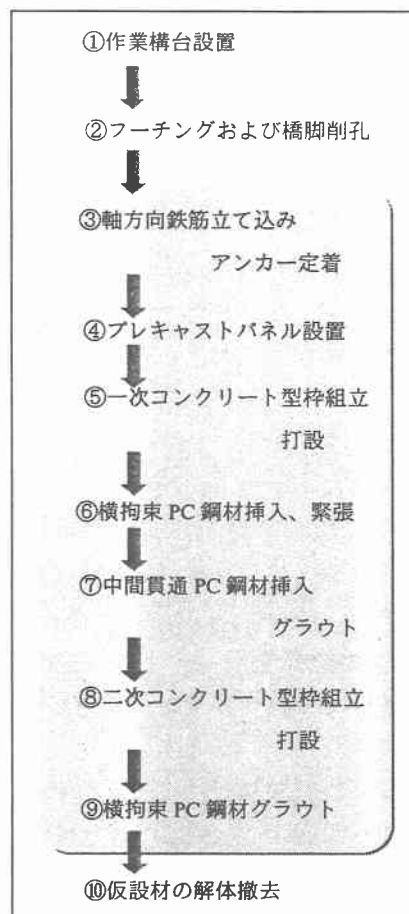 ①作業構台設置
②フーチングおよび橋脚削孔
③軸方向鉄筋立て込み
アンカー定着
④プレキャストパネル設置
⑤一次コンクリート型枠組立
打設
⑥横拘束 PC 鋼材挿入、緊張
⑦中間貫通 PC 鋼材挿入
グラウト
⑧二次コンクリート型枠組立
打設
⑨横拘束 PC 鋼材グラウト
⑩仮設材の解体撤去